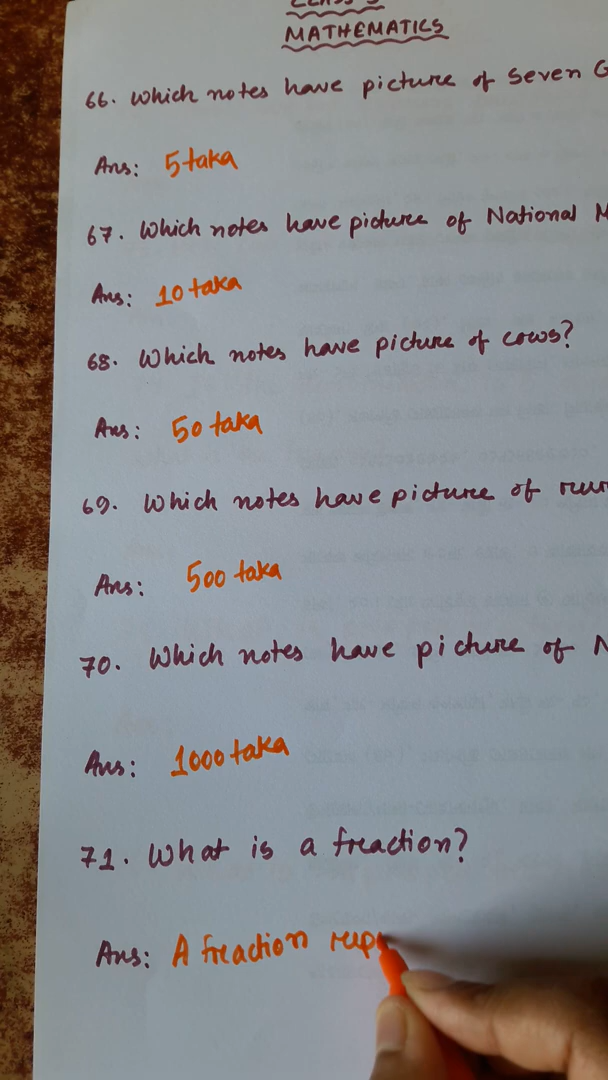 MATHEMATICS
66. Which notes have picture of Seven
Ans: 5 taka
67. Which notes have picture of National
Ans: 10 taka
68. Which notes have picture of cows?
Ans: 50 taka
69. Which notes have picture of
Ans: 500 taka
70. Which notes have picture of
Ans: 1000 taka
71. What is a fraction?
Ans: A fraction rep